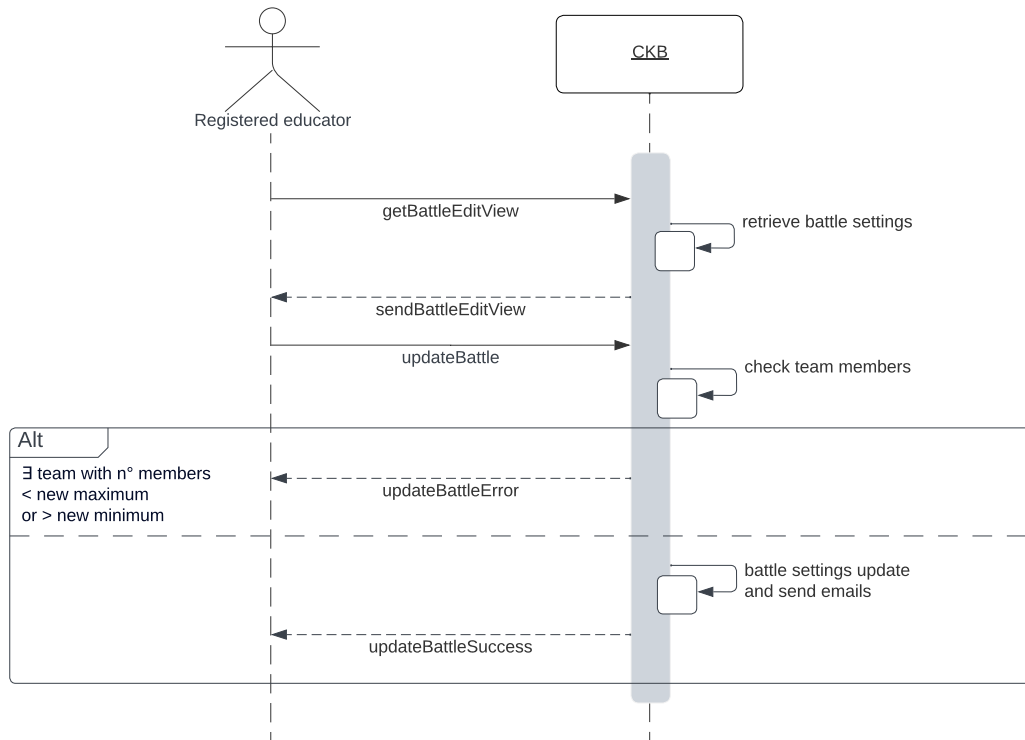 CKB
Registered educator
getBattleEditView
retrieve battle settings
sendBattleEditView
updateBattle
check team members
Alt
∃ team with n° members
< new maximum
or > new minimum
updateBattleError
battle settings update
and send emails
updateBattleSuccess